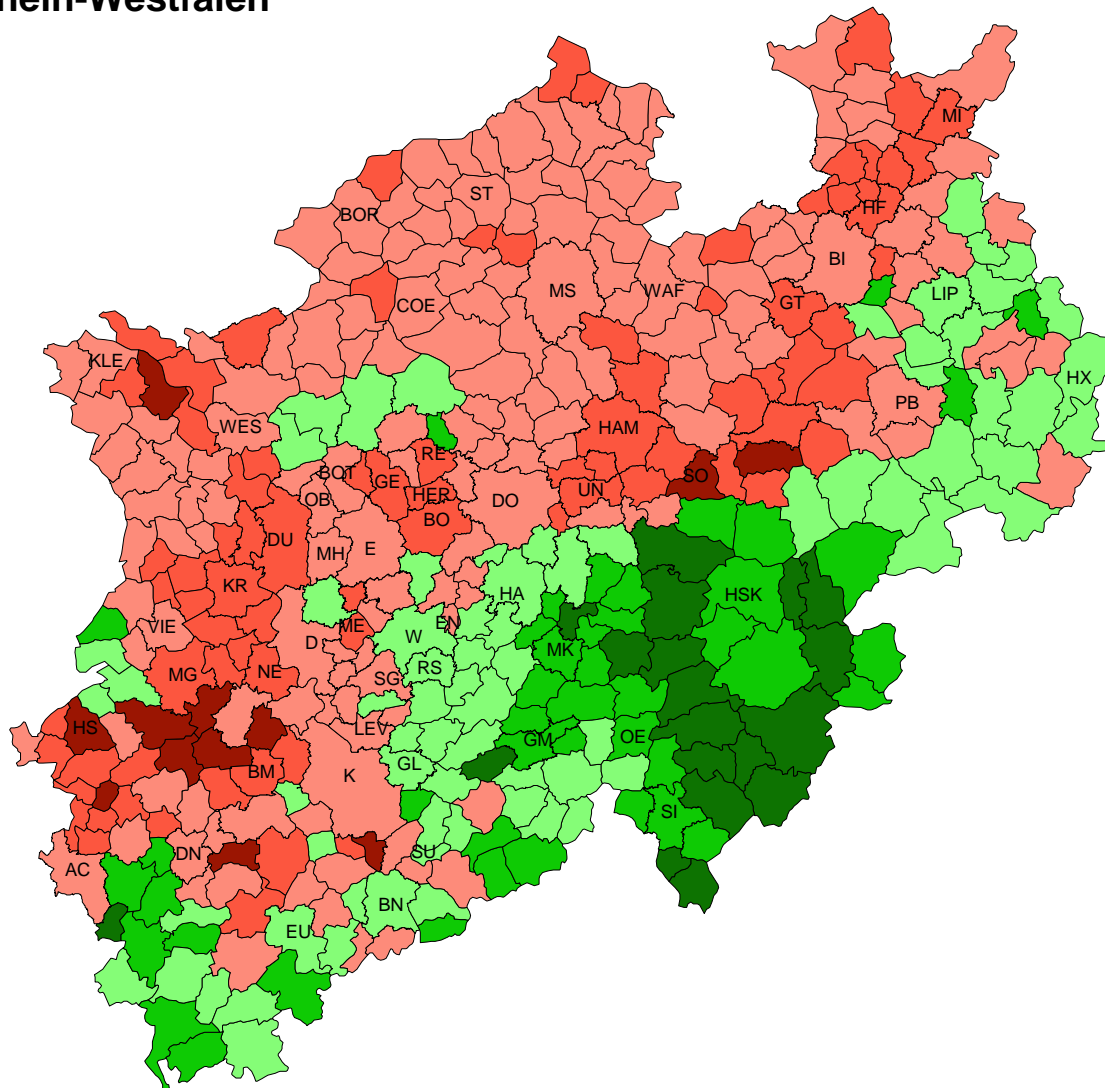 hein-Westfalen
MI
ST
BOR
HF
BI
MS
WAF
LIP
COE
GT
KLE
HX
PB
WES
HAM
RE
BOT
GE
SO
OB
HER
UN
DO
BO
DU
MH
E
KR
HSK
HA
VIE
ME
EN
W
D
MK
RS
MG
NE
SG
HS
LEV
GM
OE
GL
BM
K
SI
SU
DN
AC
BN
EU